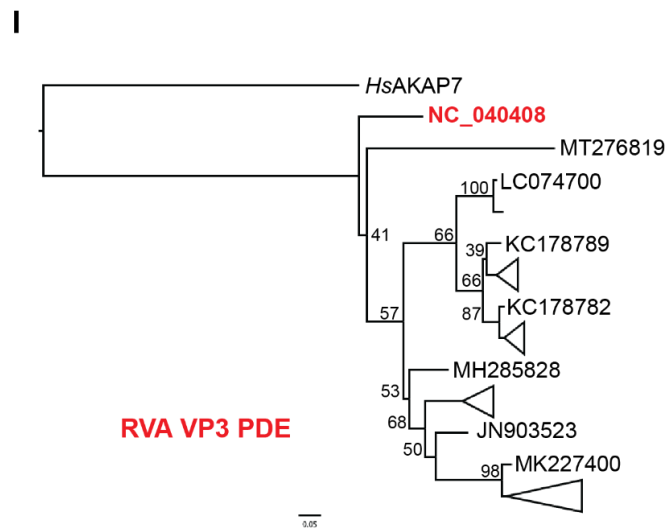 I
HsAKAP7
NC_040408
MT276819
100 LC074700
41
66
39 KC178789
66
KC178782
87
57
MH285828
53
68
JN903523
50
98 MK227400
RVA VP3 PDE
0.05